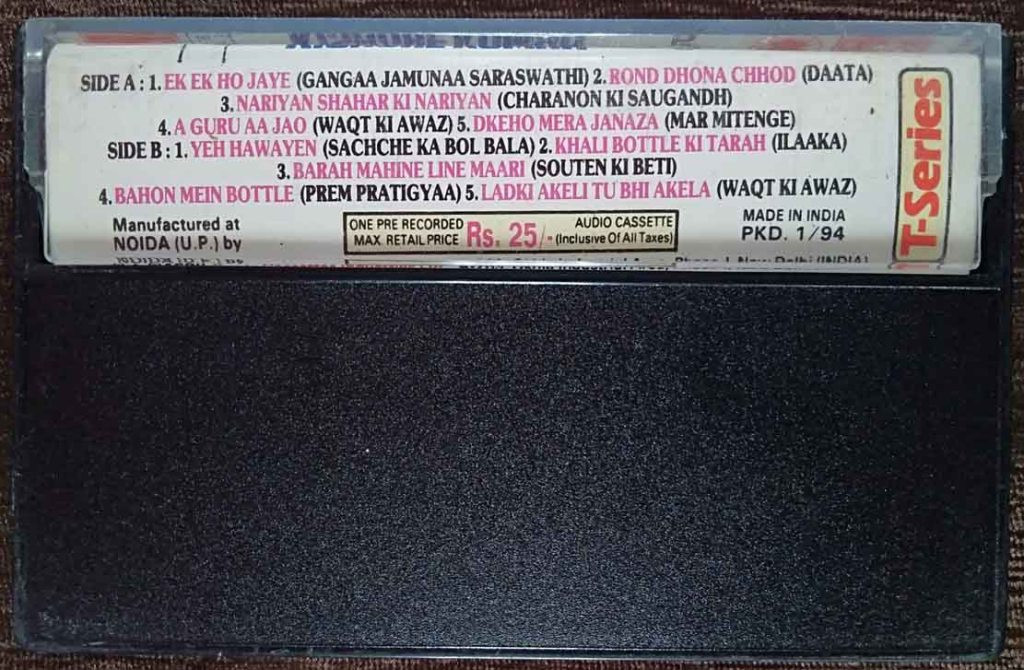 SIDE A : 1. EK EK HO JAYE (GANGAA JAMUNAA SARASWATHI) 2. ROND DHONA CHHOD (DAATA)
3. NARIYAN SHAHAR KI NARIYAN (CHARANON KI SAUGANDH)
4. A GURU AA JAO (WAQT KI AWAZ) 5. DKEHO MERA JANAZA (MAR MITENGE)
SIDE B : 1. YEH HAWAYEN (SACHCHE KA BOL BALA) 2. KHALI BOTTLE KI TARAH (ILAAKA)
3. BARAH MAHINE LINE MAARI (SOUTEN KI BETI)
4. BAHON MEIN BOTTLE (PREM PRATIGYAA) 5. LADKI AKELI TU BHI AKELA (WAQT KI AWAZ)
Manufactured at
NOIDA (U.P.) by
ONE PRE RECORDED AUDIO CASSETTE
MAX RETAIL PRICE Rs. 25/- (Inclusive Of All Taxes)
MADE IN INDIA
PKD. 1/94
T-Series